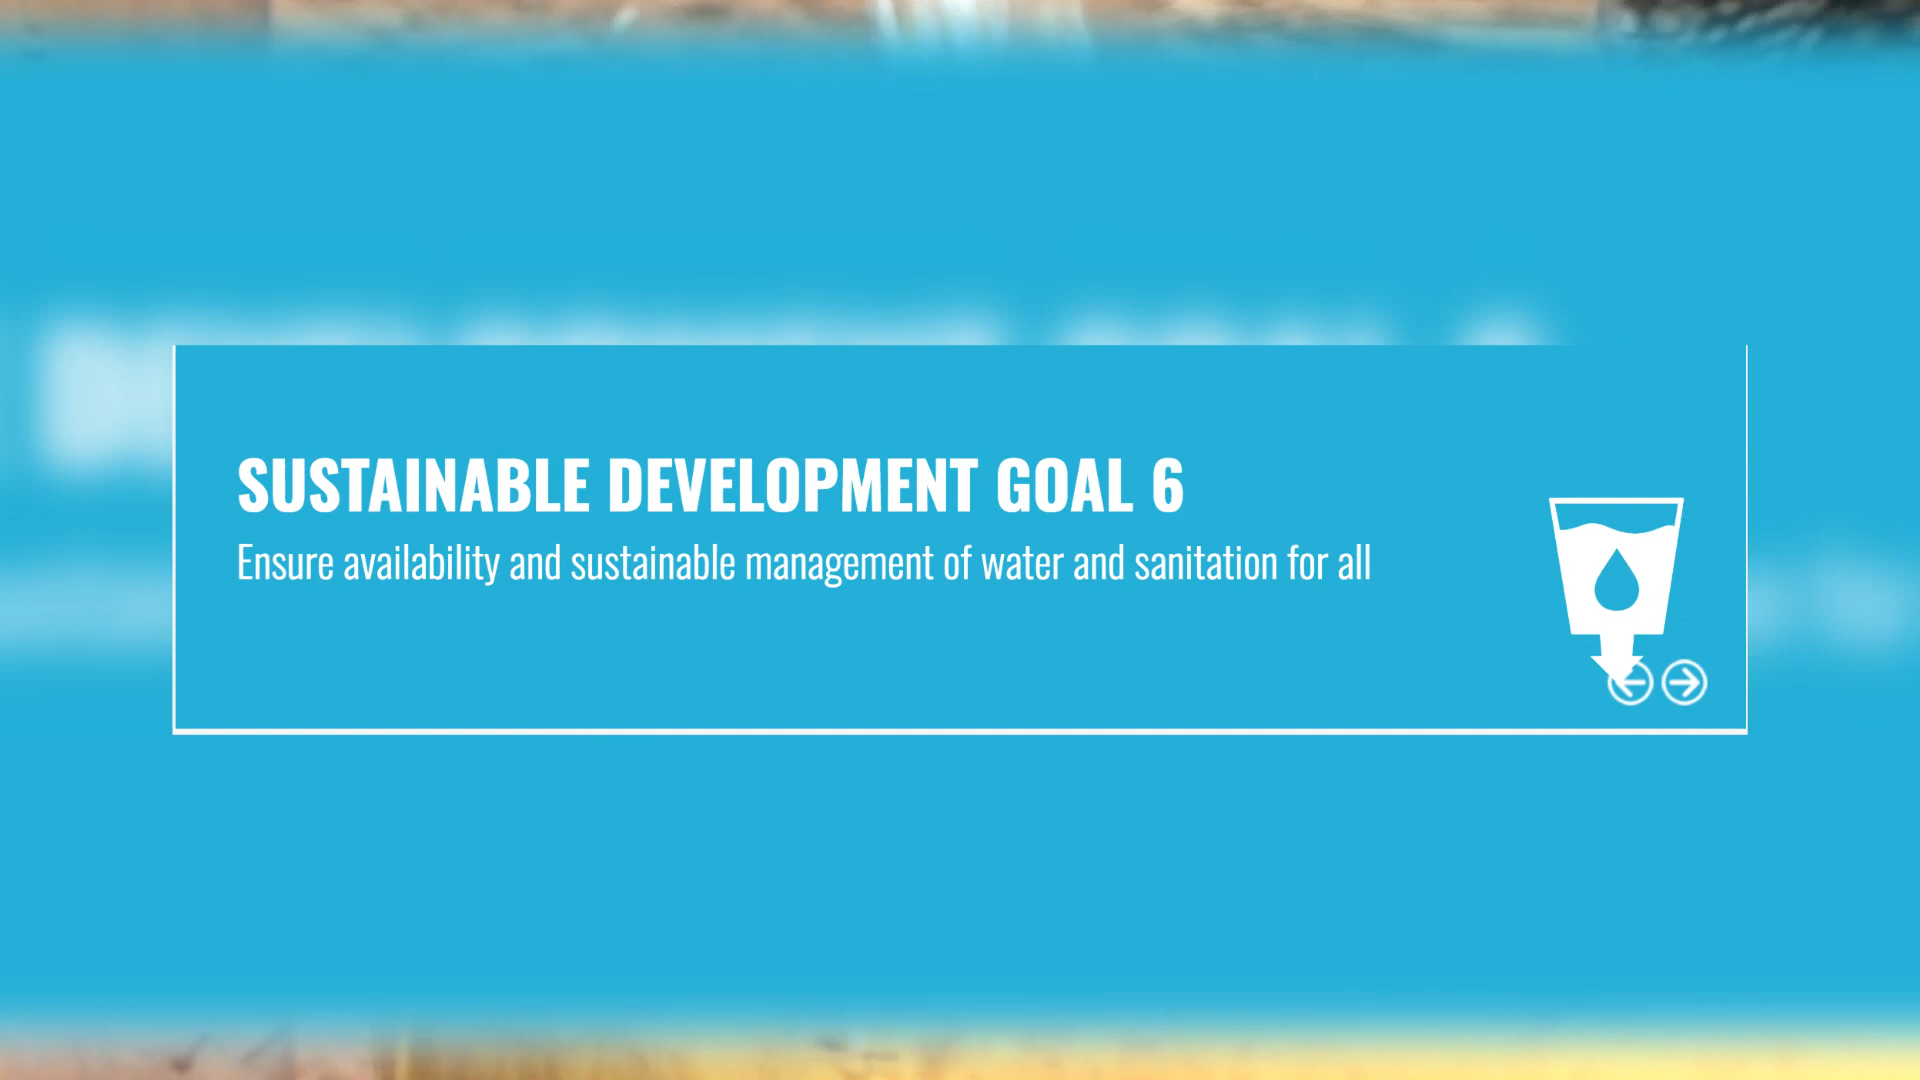 SUSTAINABLE DEVELOPMENT GOAL 6
Ensure availability and sustainable management of water and sanitation for all